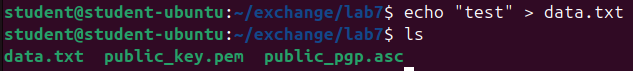 student@student-ubuntu:~/exchange/lab7$ echo "test" > data.txt
student@student-ubuntu:~/exchange/lab7$ ls
data.txt  public_key.pem  public_pgp.asc